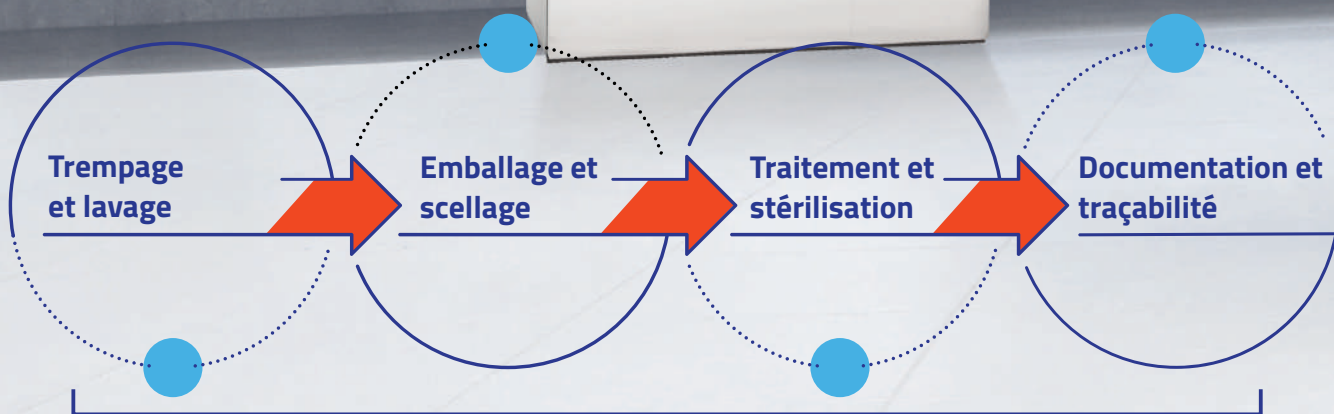 Trempage
et lavage
Emballage et
scellage
Traitement et
stérilisation
Documentation et
traçabilité